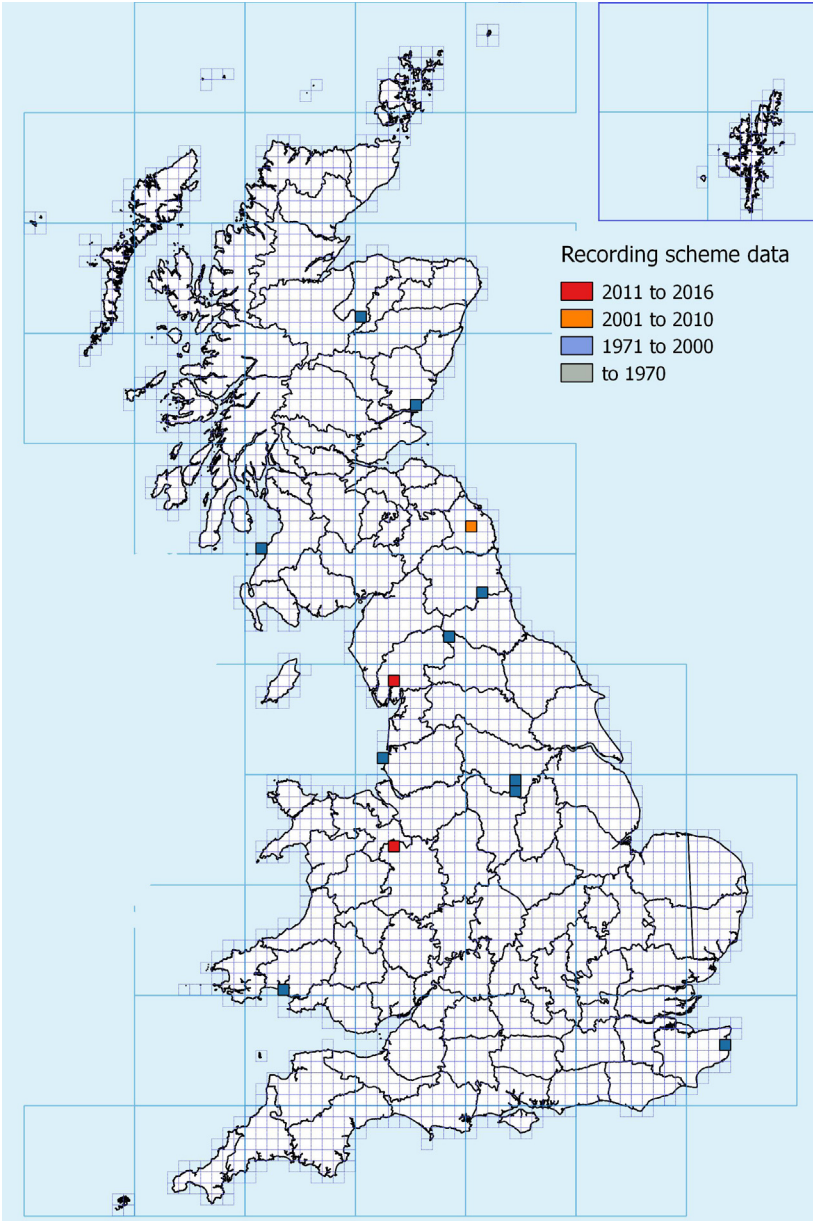 Recording scheme data
2011 to 2016
2001 to 2010
1971 to 2000
to 1970